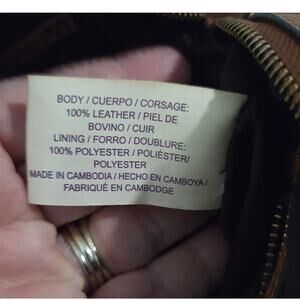 BODY / CUERPO / CORSAGE:
100% LEATHER / PIEL DE
BOVINO / CUIR
LINING / FORRO / DOUBLURE:
100% POLYESTER / POLIÉSTER/
POLYESTER
MADE IN CAMBODIA / HECHO EN CAMBOYA /
FABRIQUÉ EN CAMBODGE